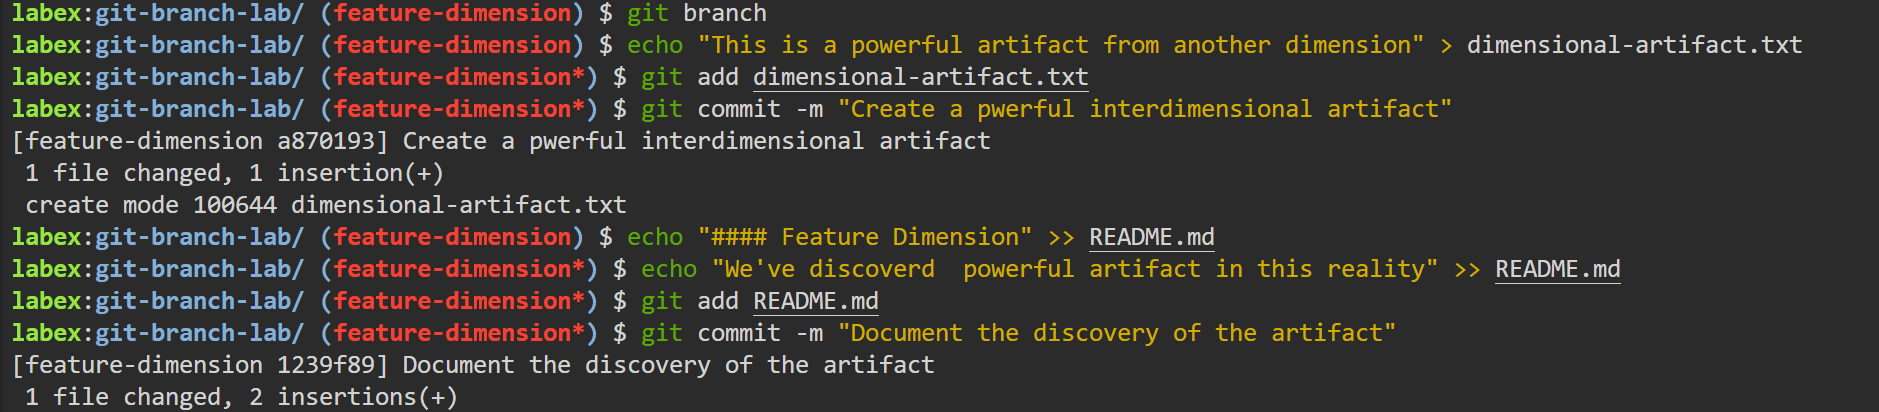 labex:git-branch-lab/ (feature-dimension) $ git branch
labex:git-branch-lab/ (feature-dimension) $ echo "This is a powerful artifact from another dimension" > dimensional-artifact.txt
labex:git-branch-lab/ (feature-dimension*) $ git add dimensional-artifact.txt
labex:git-branch-lab/ (feature-dimension*) $ git commit -m "Create a pwerful interdimensional artifact"
[feature-dimension a870193] Create a pwerful interdimensional artifact
 1 file changed, 1 insertion(+)
 create mode 100644 dimensional-artifact.txt
labex:git-branch-lab/ (feature-dimension) $ echo "#### Feature Dimension" >> README.md
labex:git-branch-lab/ (feature-dimension*) $ echo "We've discoverd  powerful artifact in this reality" >> README.md
labex:git-branch-lab/ (feature-dimension*) $ git add README.md
labex:git-branch-lab/ (feature-dimension*) $ git commit -m "Document the discovery of the artifact"
[feature-dimension 1239f89] Document the discovery of the artifact
 1 file changed, 2 insertions(+)